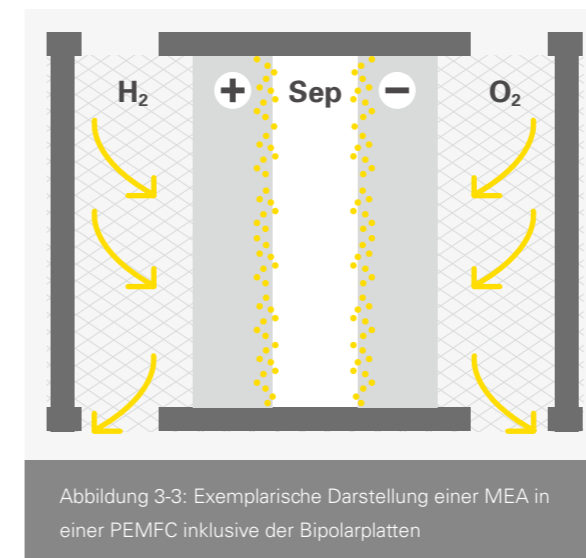 H₂ + Sep − O₂
Abbildung 3-3: Exemplarische Darstellung einer MEA in
einer PEMFC inklusive der Bipolarplatten